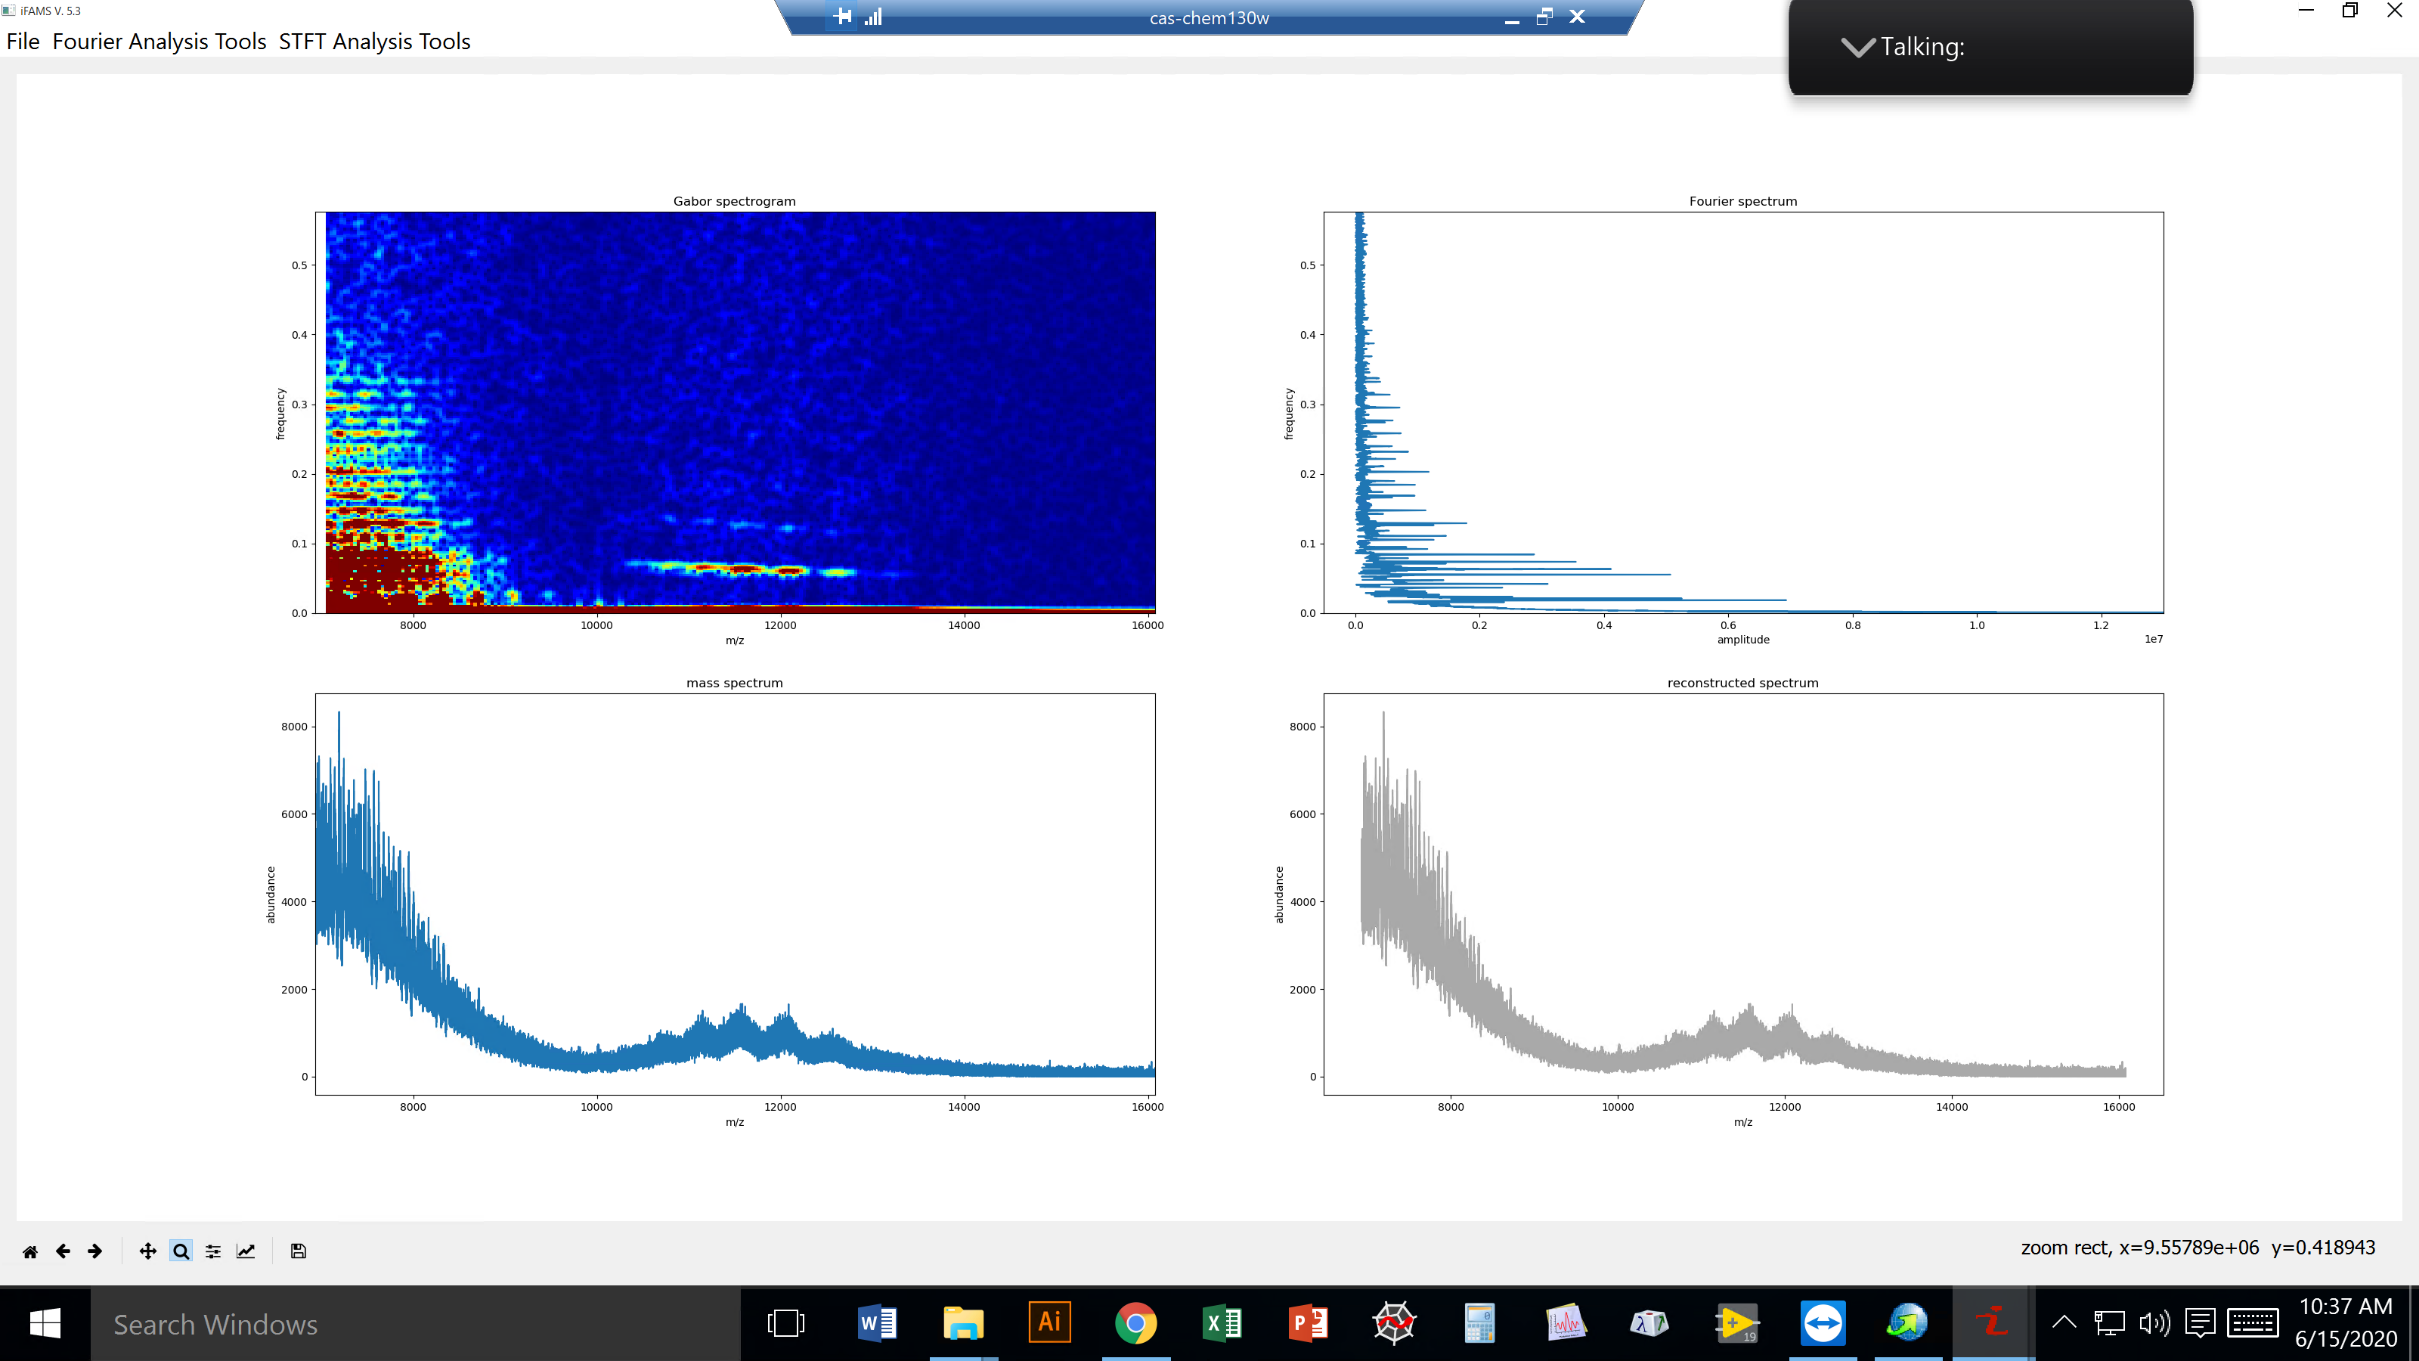 iFAMS V. 5.3
cas-chem130w
Talking:
File Fourier Analysis Tools STFT Analysis Tools
Gabor spectrogram
0.5
0.4
0.3
0.2
0.1
0.0
frequency
8000 10000 12000 14000 16000
m/z
Fourier spectrum
0.5
0.4
0.3
0.2
0.1
0.0
frequency
0.0 0.2 0.4 0.6 0.8 1.0 1.2
1e7
amplitude
mass spectrum
8000
6000
4000
2000
0
abundance
8000 10000 12000 14000 16000
m/z
reconstructed spectrum
8000
6000
4000
2000
0
abundance
8000 10000 12000 14000 16000
m/z
zoom rect, x=9.55789e+06 y=0.418943
Search Windows
W
Ai
X
P
λ
19
i
10:37 AM
6/15/2020